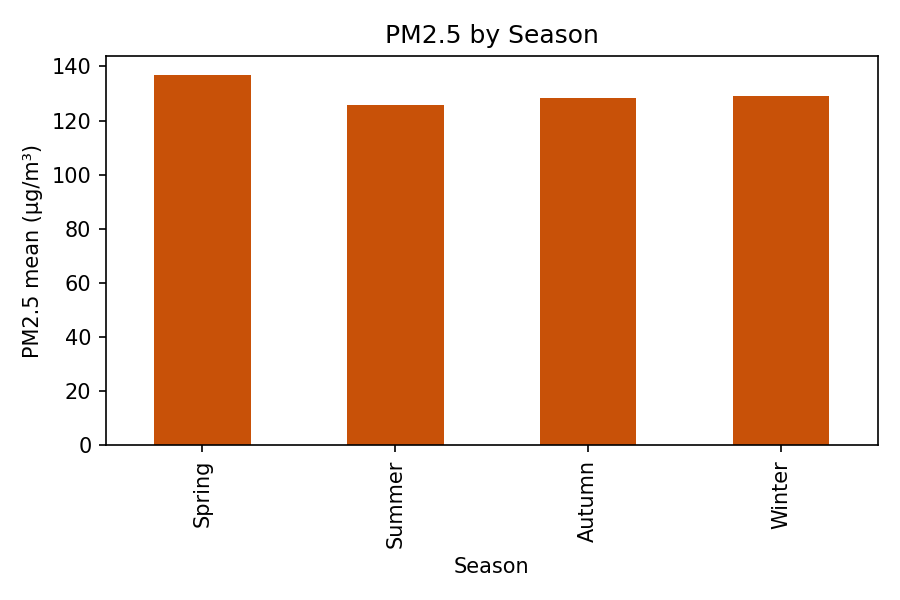 PM2.5 by Season
PM2.5 mean (µg/m³)
140
120
100
80
60
40
20
0
Spring
Summer
Autumn
Winter
Season